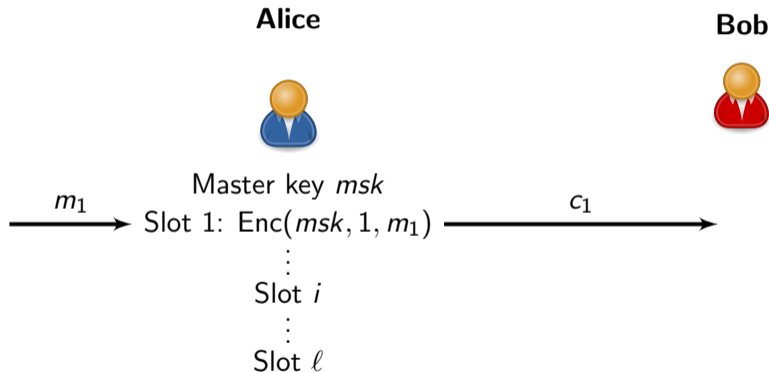 Alice
Bob
Master key msk
m₁
Slot 1: Enc(msk, 1, m₁)
c₁
⋮
Slot i
⋮
Slot ℓ